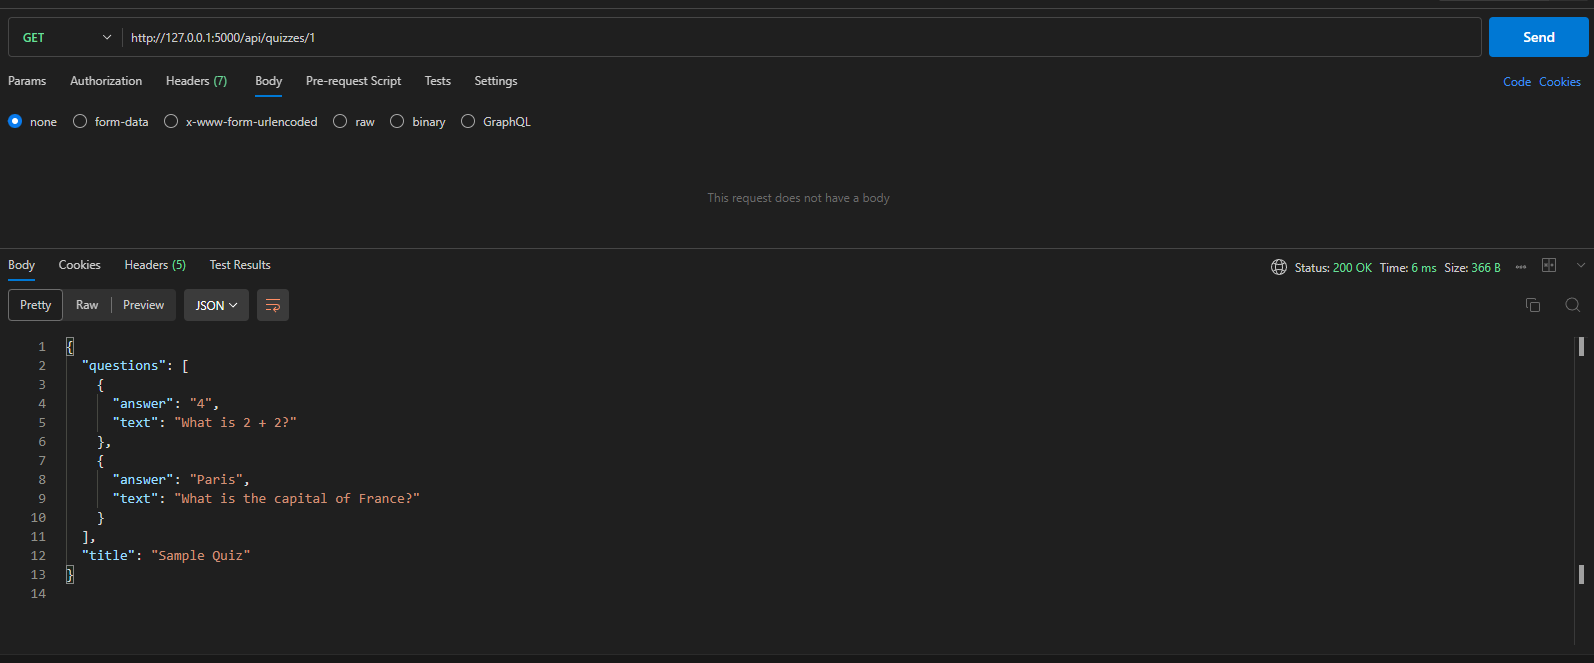 GET http://127.0.0.1:5000/api/quizzes/1 Send
Params Authorization Headers (7) Body Pre-request Script Tests Settings Code Cookies
none form-data x-www-form-urlencoded raw binary GraphQL
This request does not have a body
Body Cookies Headers (5) Test Results Status: 200 OK Time: 6 ms Size: 366 B
Pretty Raw Preview JSON
1 {
2 "questions": [
3 {
4 "answer": "4",
5 "text": "What is 2 + 2?"
6 },
7 {
8 "answer": "Paris",
9 "text": "What is the capital of France?"
10 }
11 ],
12 "title": "Sample Quiz"
13 }
14